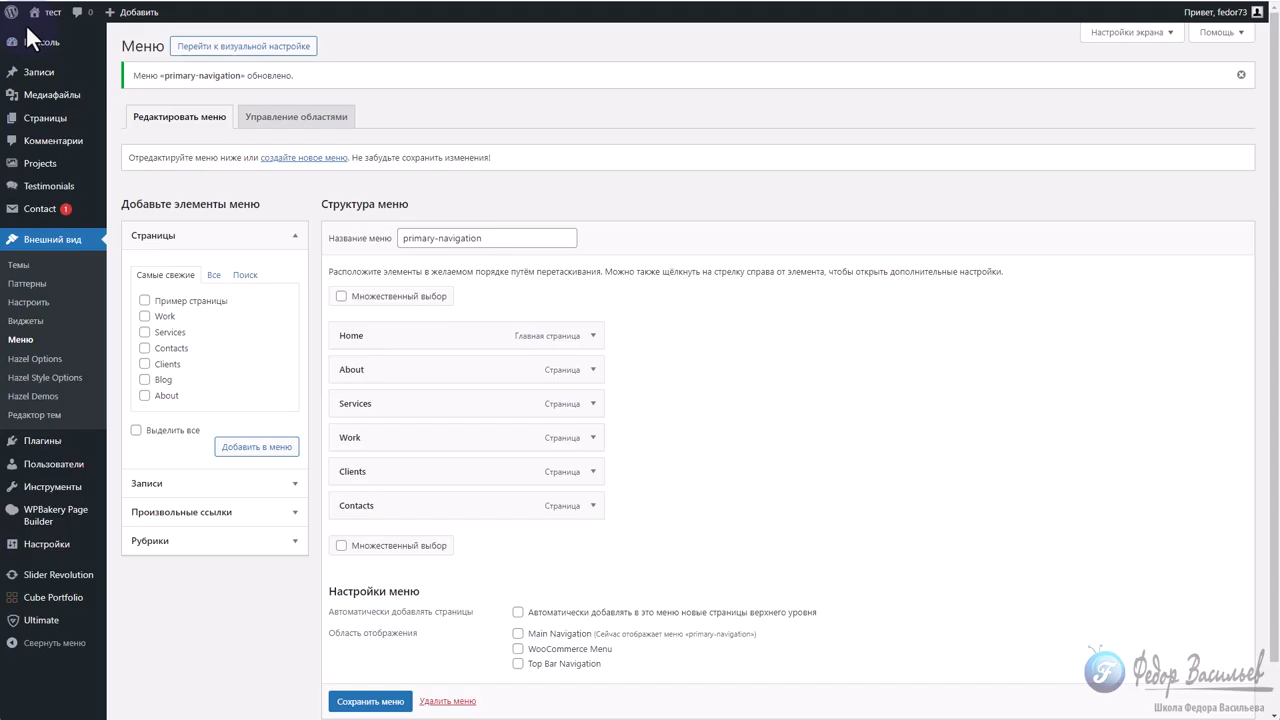 тест
0
Добавить
Привет, fedor73
Настройки экрана
Помощь
Записи
Медиафайлы
Страницы
Комментарии
Projects
Testimonials
Contact 1
Внешний вид
Темы
Паттерны
Настроить
Виджеты
Меню
Hazel Options
Hazel Style Options
Hazel Demos
Редактор тем
Плагины
Пользователи
Инструменты
WPBakery Page
Builder
Настройки
Slider Revolution
Cube Portfolio
Ultimate
Свернуть меню
Меню
Перейти к визуальной настройке
Меню «primary-navigation» обновлено.
Редактировать меню
Управление областями
Отредактируйте меню ниже или создайте новое меню. Не забудьте сохранить изменения!
Добавьте элементы меню
Страницы
Самые свежие
Все
Поиск
Пример страницы
Work
Services
Contacts
Clients
Blog
About
Выделить все
Добавить в меню
Записи
Произвольные ссылки
Рубрики
Структура меню
Название меню
primary-navigation
Расположите элементы в желаемом порядке путём перетаскивания. Можно также щёлкнуть на стрелку справа от элемента, чтобы открыть дополнительные настройки.
Множественный выбор
Home Главная страница
About Страница
Services Страница
Work Страница
Clients Страница
Contacts Страница
Множественный выбор
Настройки меню
Автоматически добавлять страницы
Автоматически добавлять в это меню новые страницы верхнего уровня
Область отображения
Main Navigation (Сейчас отображает меню «primary-navigation»)
WooCommerce Menu
Top Bar Navigation
Сохранить меню
Удалить меню
Федор Васильев
Школа Федора Васильева